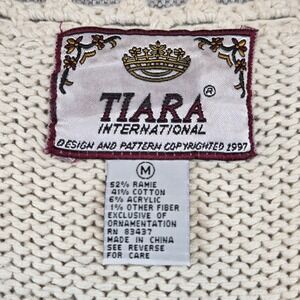 TIARA®
INTERNATIONAL
DESIGN AND PATTERN COPYRIGHTED 1997
M
52% RAMIE
41% COTTON
6% ACRYLIC
1% OTHER FIBER
EXCLUSIVE OF
ORNAMENTATION
RN 83437
MADE IN CHINA
SEE REVERSE
FOR CARE